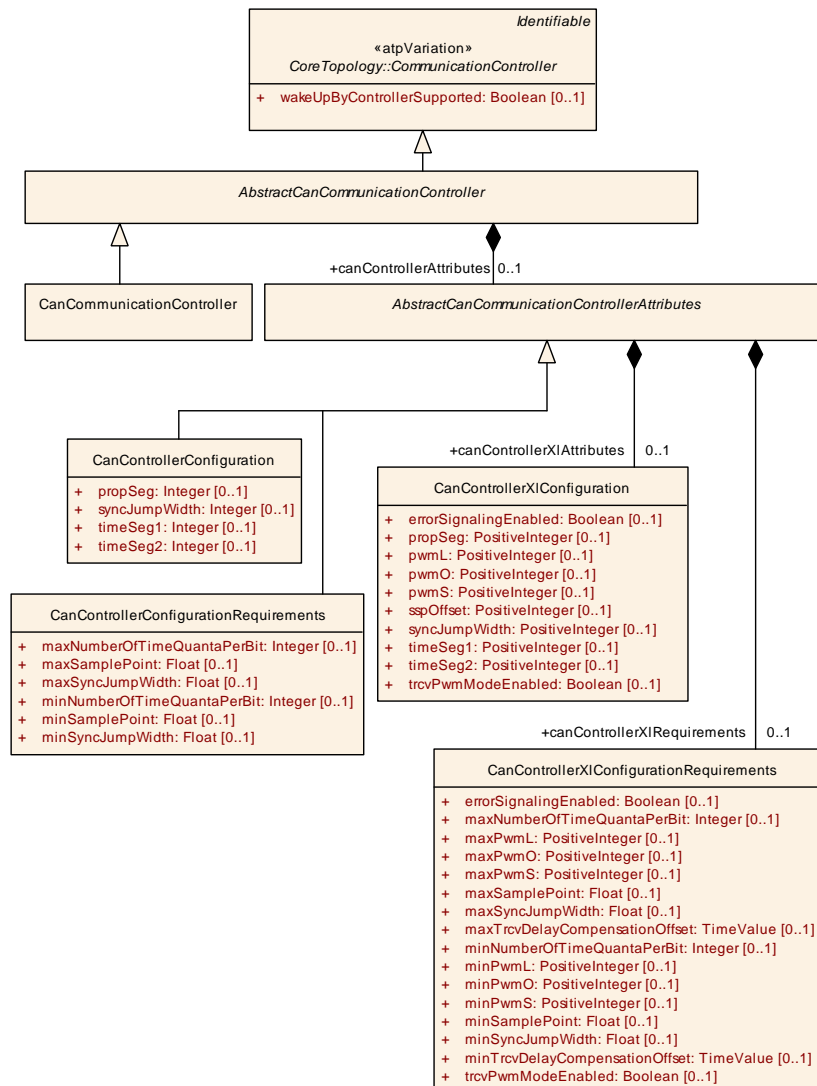 Identifiable
«atpVariation»
CoreTopology::CommunicationController
+ wakeUpByControllerSupported: Boolean [0..1]
AbstractCanCommunicationController
+canControllerAttributes 0..1
CanCommunicationController
AbstractCanCommunicationControllerAttributes
+canControllerXlAttributes 0..1
CanControllerConfiguration
+ propSeg: Integer [0..1]
+ syncJumpWidth: Integer [0..1]
+ timeSeg1: Integer [0..1]
+ timeSeg2: Integer [0..1]
CanControllerXlConfiguration
+ errorSignalingEnabled: Boolean [0..1]
+ propSeg: PositiveInteger [0..1]
+ pwmL: PositiveInteger [0..1]
+ pwmO: PositiveInteger [0..1]
+ pwmS: PositiveInteger [0..1]
+ sspOffset: PositiveInteger [0..1]
+ syncJumpWidth: PositiveInteger [0..1]
+ timeSeg1: PositiveInteger [0..1]
+ timeSeg2: PositiveInteger [0..1]
+ trcvPwmModeEnabled: Boolean [0..1]
CanControllerConfigurationRequirements
+ maxNumberOfTimeQuantaPerBit: Integer [0..1]
+ maxSamplePoint: Float [0..1]
+ maxSyncJumpWidth: Float [0..1]
+ minNumberOfTimeQuantaPerBit: Integer [0..1]
+ minSamplePoint: Float [0..1]
+ minSyncJumpWidth: Float [0..1]
+canControllerXlRequirements 0..1
CanControllerXlConfigurationRequirements
+ errorSignalingEnabled: Boolean [0..1]
+ maxNumberOfTimeQuantaPerBit: Integer [0..1]
+ maxPwmL: PositiveInteger [0..1]
+ maxPwmO: PositiveInteger [0..1]
+ maxPwmS: PositiveInteger [0..1]
+ maxSamplePoint: Float [0..1]
+ maxSyncJumpWidth: Float [0..1]
+ maxTrcvDelayCompensationOffset: TimeValue [0..1]
+ minNumberOfTimeQuantaPerBit: Integer [0..1]
+ minPwmL: PositiveInteger [0..1]
+ minPwmO: PositiveInteger [0..1]
+ minPwmS: PositiveInteger [0..1]
+ minSamplePoint: Float [0..1]
+ minSyncJumpWidth: Float [0..1]
+ minTrcvDelayCompensationOffset: TimeValue [0..1]
+ trcvPwmModeEnabled: Boolean [0..1]